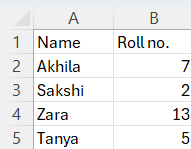 A B
1 Name Roll no.
2 Akhila 7
3 Sakshi 2
4 Zara 13
5 Tanya 5